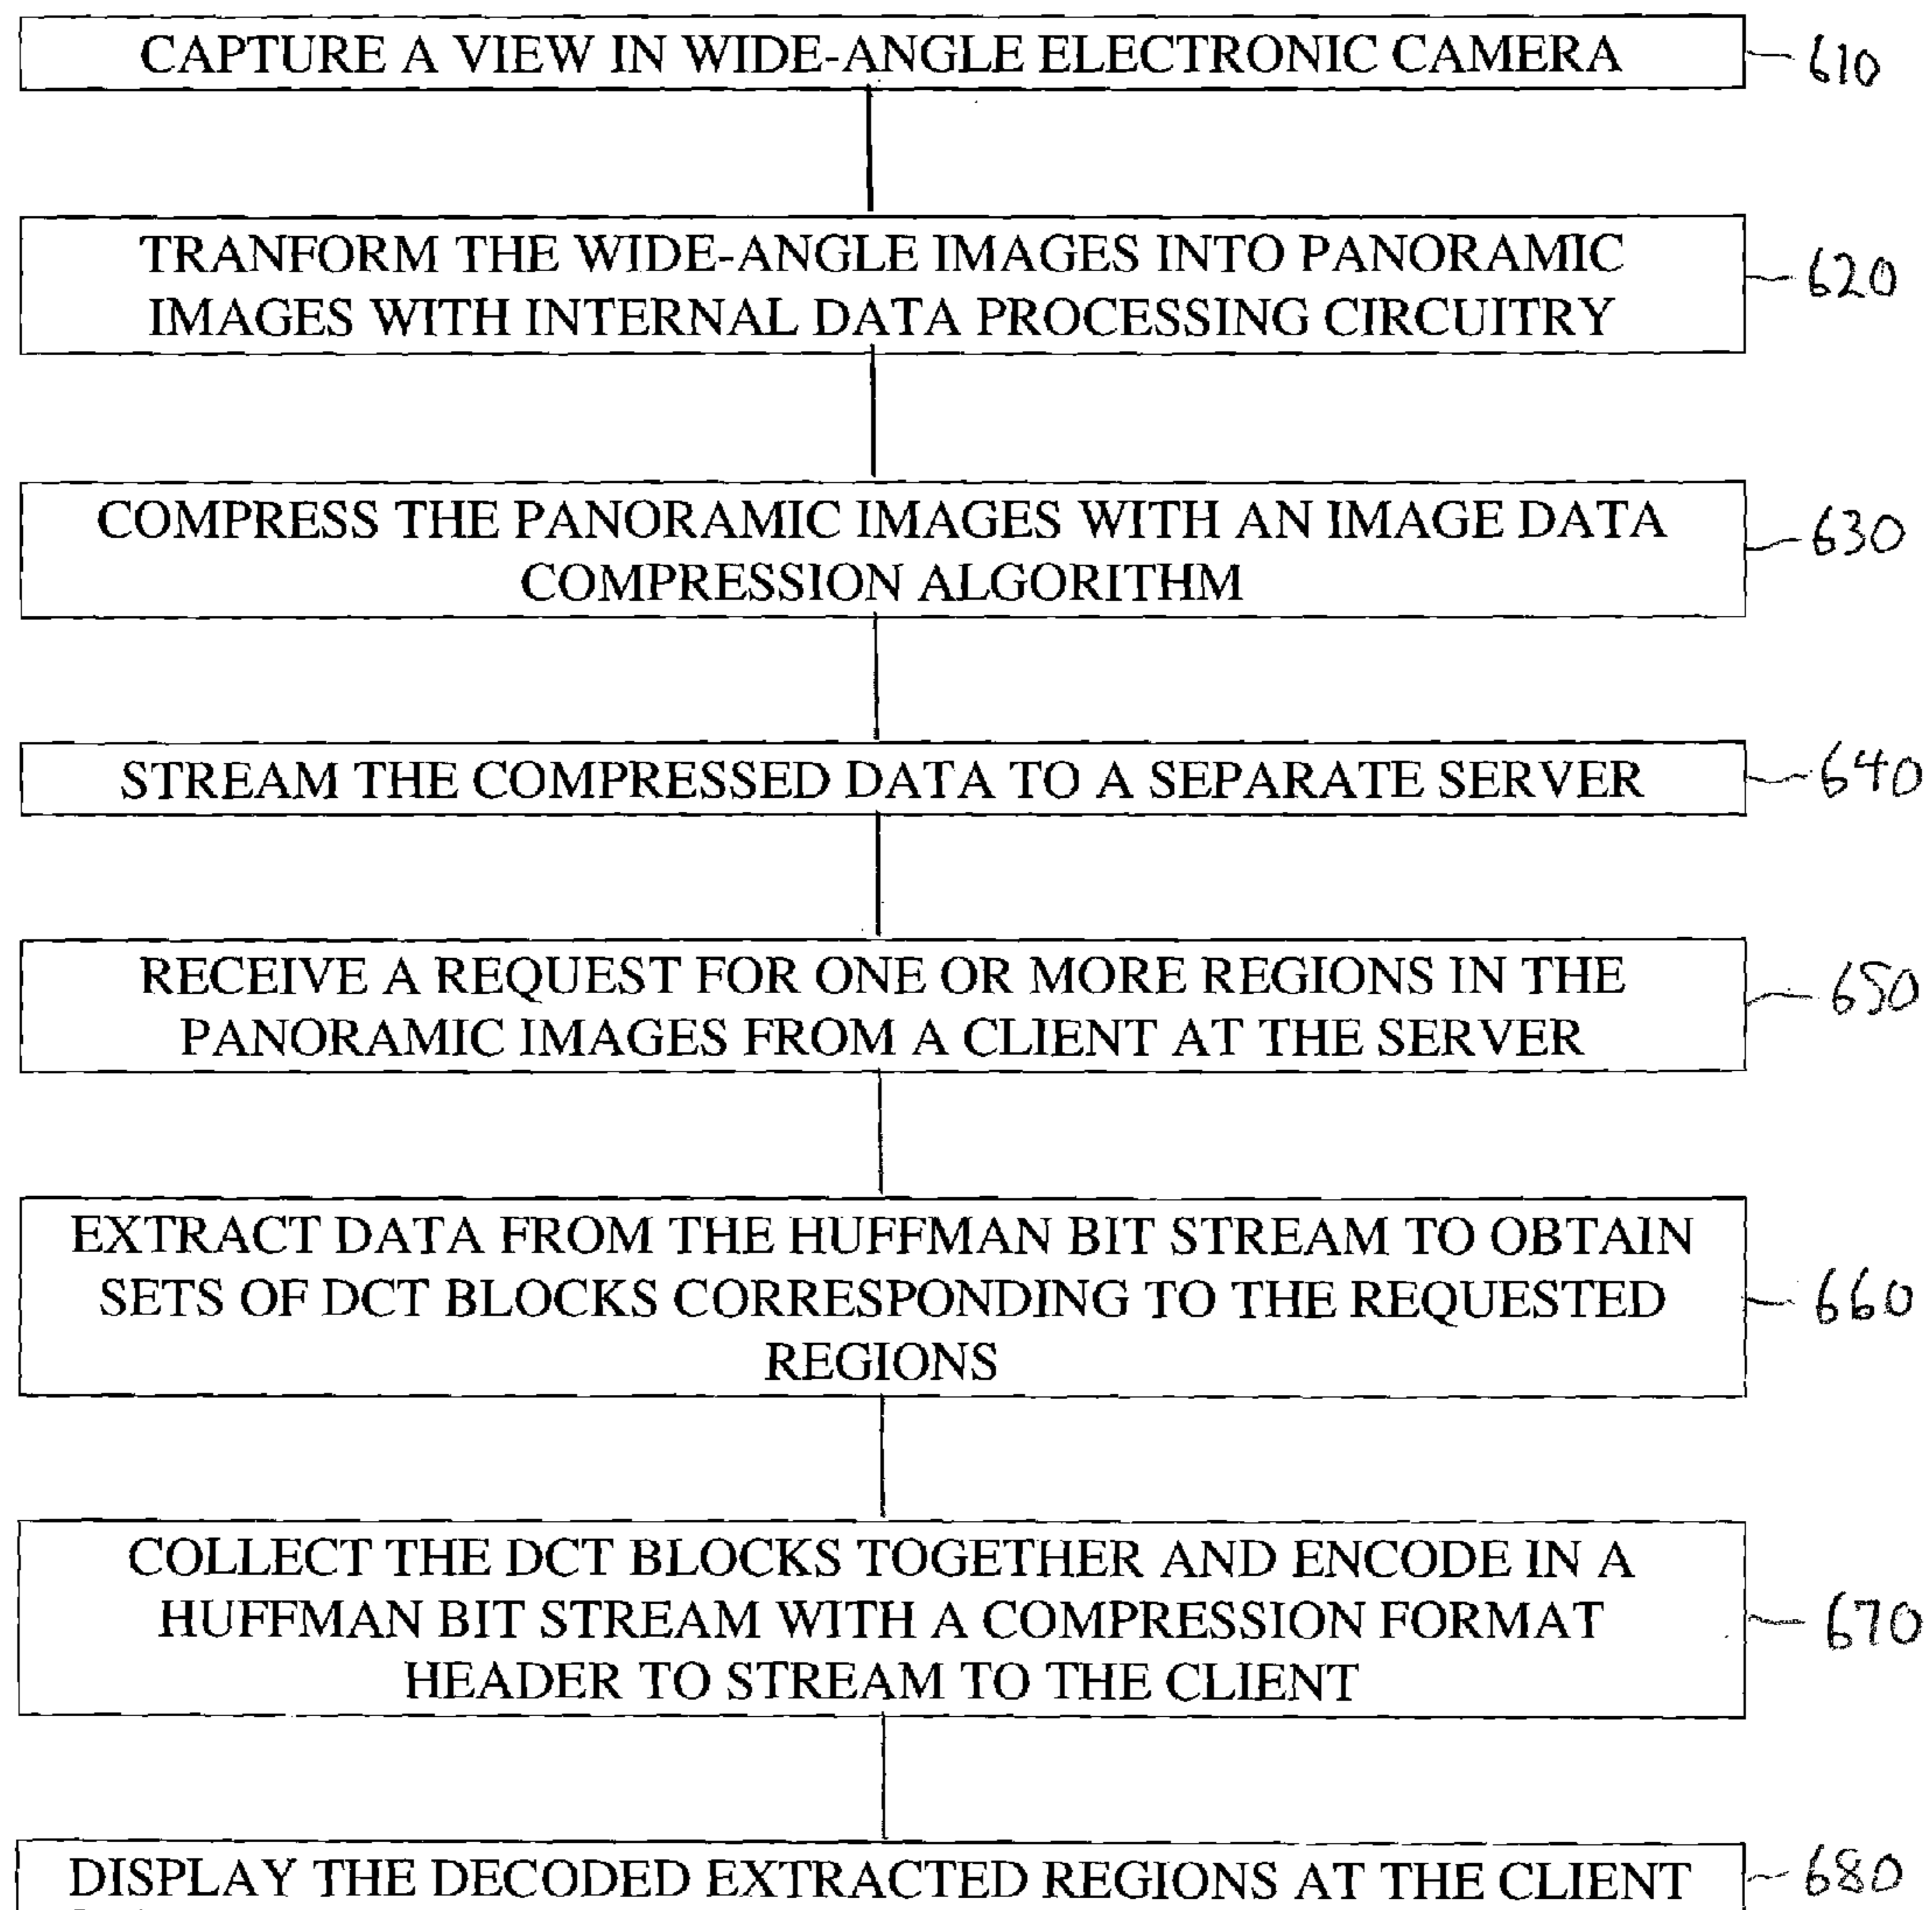 CAPTURE A VIEW IN WIDE-ANGLE ELECTRONIC CAMERA
610
TRANFORM THE WIDE-ANGLE IMAGES INTO PANORAMIC
IMAGES WITH INTERNAL DATA PROCESSING CIRCUITRY
620
COMPRESS THE PANORAMIC IMAGES WITH AN IMAGE DATA
COMPRESSION ALGORITHM
630
STREAM THE COMPRESSED DATA TO A SEPARATE SERVER
640
RECEIVE A REQUEST FOR ONE OR MORE REGIONS IN THE
PANORAMIC IMAGES FROM A CLIENT AT THE SERVER
650
EXTRACT DATA FROM THE HUFFMAN BIT STREAM TO OBTAIN
SETS OF DCT BLOCKS CORRESPONDING TO THE REQUESTED
REGIONS
660
COLLECT THE DCT BLOCKS TOGETHER AND ENCODE IN A
HUFFMAN BIT STREAM WITH A COMPRESSION FORMAT
HEADER TO STREAM TO THE CLIENT
670
DISPLAY THE DECODED EXTRACTED REGIONS AT THE CLIENT
680